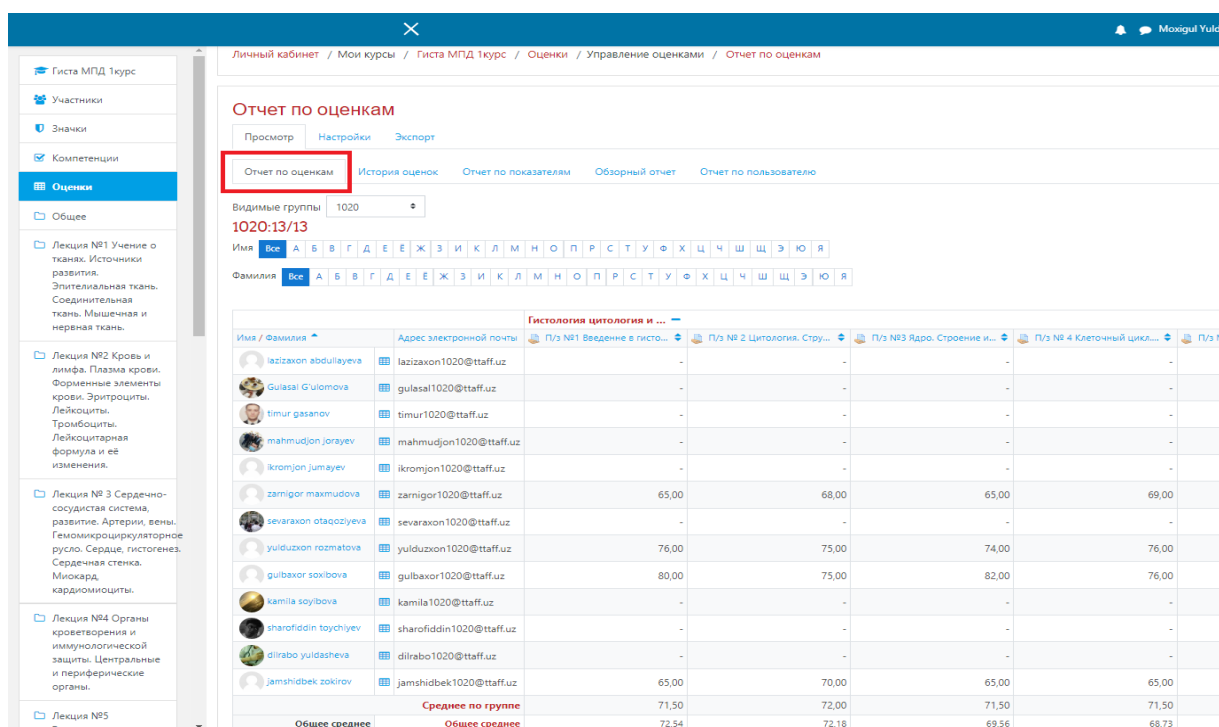 Moxigul Yuld
Личный кабинет / Мои курсы / Гиста МПД 1курс / Оценки / Управление оценками / Отчет по оценкам
Гиста МПД 1курс
Участники
Значки
Компетенции
Оценки
Общее
Лекция №1 Учение о
тканях. Источники
развития.
Эпителиальная ткань.
Соединительная
ткань. Мышечная и
нервная ткань.
Лекция №2 Кровь и
лимфа. Плазма крови.
Форменные элементы
крови. Эритроциты.
Лейкоциты.
Тромбоциты.
Лейкоцитарная
формула и её
изменения.
Лекция № 3 Сердечно-
сосудистая система,
развитие. Артерии, вены.
Гемомикроциркуляторное
русло. Сердце, гистогенез.
Сердечная стенка.
Миокард,
кардиомиоциты.
Лекция №4 Органы
кроветворения и
иммунологической
защиты. Центральные
и периферические
органы.
Лекция №5
Отчет по оценкам
Просмотр Настройки Экспорт
Отчет по оценкам История оценок Отчет по показателям Обзорный отчет Отчет по пользователю
Видимые группы 1020
1020:13/13
Имя Все А Б В Г Д Е Ё Ж З И К Л М Н О П Р С Т У Ф Х Ц Ч Ш Щ Э Ю Я
Фамилия Все А Б В Г Д Е Ё Ж З И К Л М Н О П Р С Т У Ф Х Ц Ч Ш Щ Э Ю Я
Гистология цитология и ...
Имя / Фамилия Адрес электронной почты П/з №1 Введенне в гисто... П/з № 2 Цитология. Стру... П/з №3 Ядро. Строение и... П/з № 4 Клеточный цикл.... П/з
lazizaxon abdullayeva lazizaxon1020@ttaff.uz - - - -
Gulasal G'ulomova gulasal1020@ttaff.uz - - - -
timur gasanov timur1020@ttaff.uz - - - -
mahmudjon jorayev mahmudjon1020@ttaff.uz - - - -
ikromjon jumayev ikromjon1020@ttaff.uz - - - -
zarnigor maxmudova zarnigor1020@ttaff.uz 65,00 68,00 65,00 69,00
sevaraxon otaqoziyeva sevaraxon1020@ttaff.uz - - - -
yulduzxon rozmatova yulduzxon1020@ttaff.uz 76,00 75,00 74,00 76,00
gulbaxor soxibova gulbaxor1020@ttaff.uz 80,00 75,00 82,00 76,00
kamila soyibova kamila1020@ttaff.uz - - - -
sharofiddin toychiyev sharofiddin1020@ttaff.uz - - - -
dilrabo yuldasheva dilrabo1020@ttaff.uz - - - -
jamshidbek zokirov jamshidbek1020@ttaff.uz 65,00 70,00 65,00 65,00
Среднее по группе 71,50 72,00 71,50 71,50
Общее среднее Общее среднее 72,54 72,18 69,56 68,73